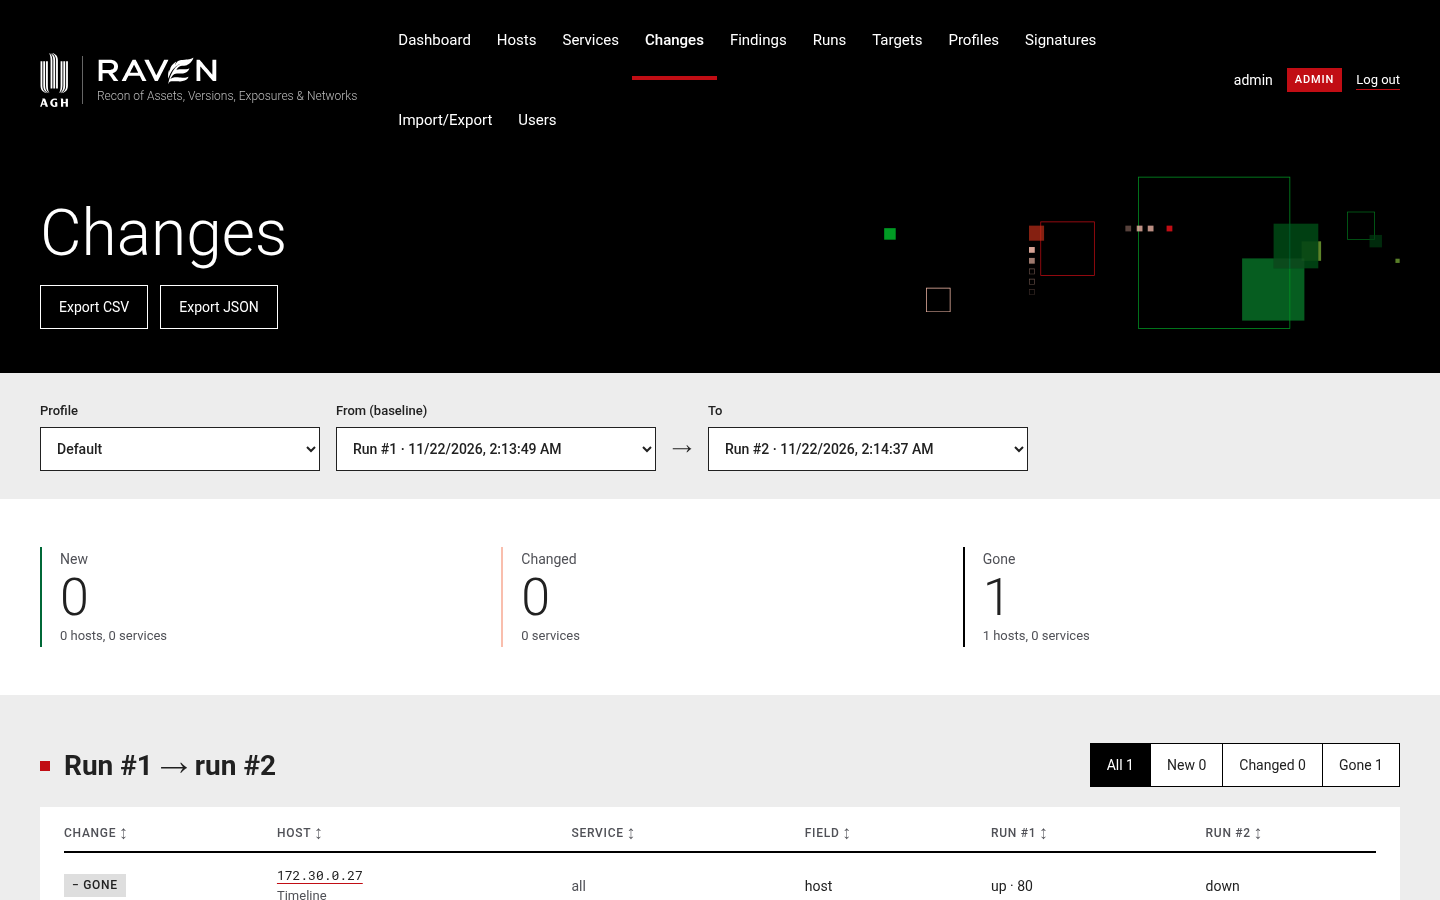 AGH
RAVEN
Recon of Assets, Versions, Exposures & Networks
Dashboard Hosts Services Changes Findings Runs Targets Profiles Signatures
Import/Export Users
admin ADMIN Log out
Changes
Export CSV Export JSON
Profile From (baseline) To
Default Run #1 · 11/22/2026, 2:13:49 AM → Run #2 · 11/22/2026, 2:14:37 AM
New Changed Gone
0 0 1
0 hosts, 0 services 0 services 1 hosts, 0 services
Run #1 → run #2
All 1 New 0 Changed 0 Gone 1
CHANGE ↕ HOST ↕ SERVICE ↕ FIELD ↕ RUN #1 ↕ RUN #2 ↕
− GONE 172.30.0.27 all host up · 80 down
Timeline